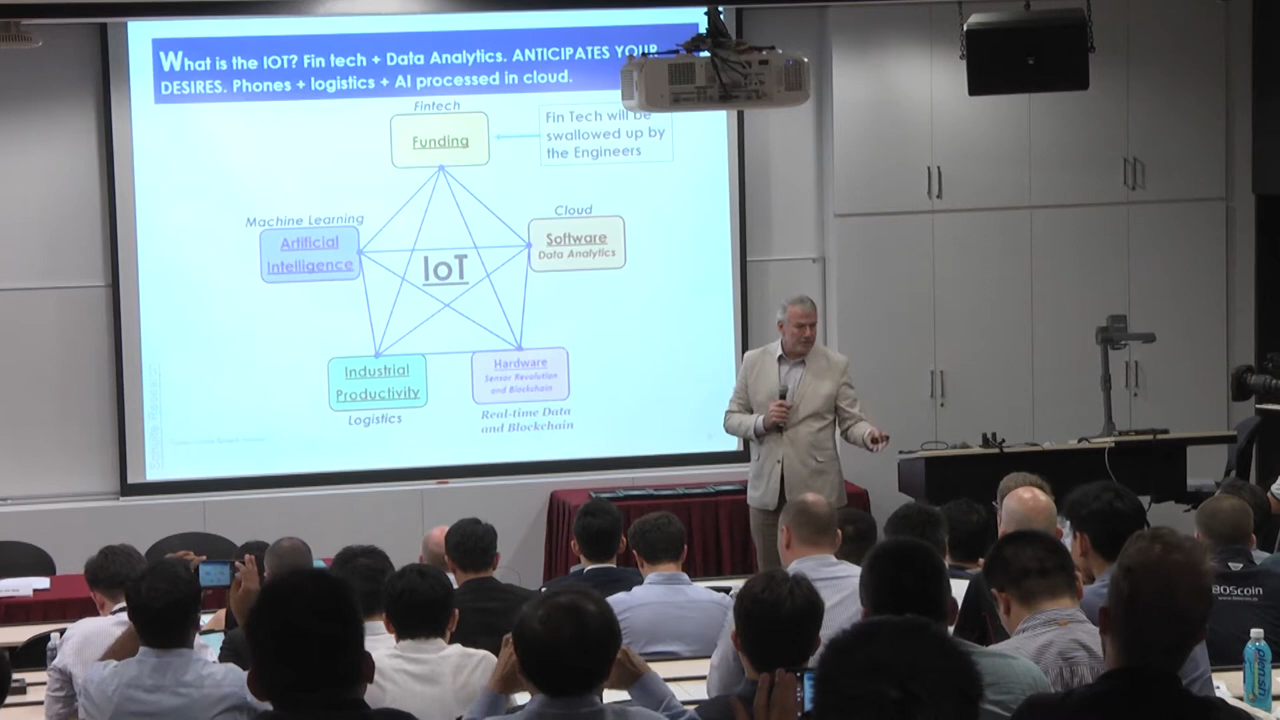 What is the IOT? Fin tech + Data Analytics. ANTICIPATES YOUR
DESIRES. Phones + logistics + AI processed in cloud.
Fintech
Funding
Fin Tech will be
swallowed up by
the Engineers
Machine Learning
Artificial
Intelligence
Cloud
Software
Data Analytics
IoT
Industrial
Productivity
Logistics
Hardware
Sensor Revolution
and Blockchain
Real-time Data
and Blockchain
BOScoin